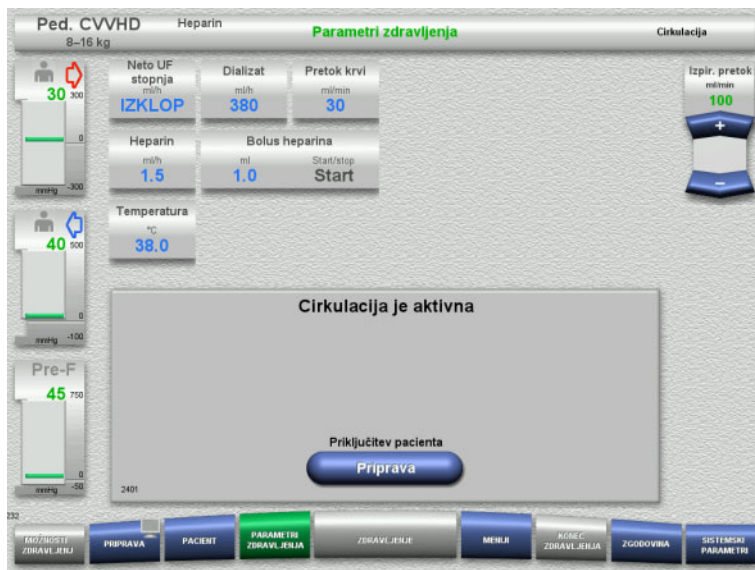 Ped. CVVHD Heparin Parametri zdravljenja Cirkulacija
8–16 kg
30 300
0
mmHg -300
40 500
0
mmHg -100
Pre-F
45 750
0
mmHg -50
Neto UF stopnja
ml/h
IZKLOP
Dializat
ml/h
380
Pretok krvi
ml/min
30
Izpir. pretok
ml/min
100
+
−
Heparin
ml/h
1.5
Bolus heparina
ml Start/stop
1.0 Start
Temperatura
°C
38.0
Cirkulacija je aktivna
Priključitev pacienta
Priprava
2401
232
MOŽNOSTI ZDRAVLJENJ
PRIPRAVA
PACIENT
PARAMETRI ZDRAVLJENJA
ZDRAVLJENJE
MENIJI
KONEC ZDRAVLJENJA
ZGODOVINA
SISTEMSKI PARAMETRI